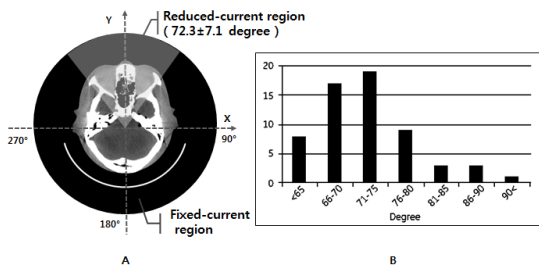 Y
Reduced-current region
( 72.3±7.1 degree )
X
270°
90°
Fixed-current
region
180°
A
20
15
10
5
0
<65
66-70
71-75
76-80
81-85
86-90
90<
Degree
B